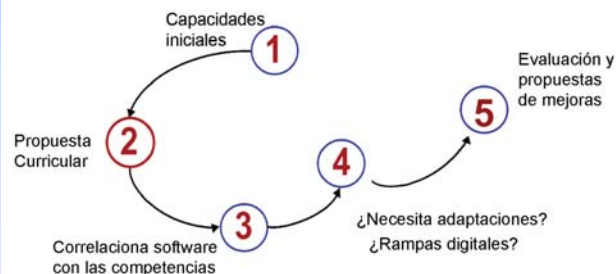 Capacidades
iniciales
1
2
Propuesta
Curricular
3
Correlaciona software
con las competencias
4
¿Necesita adaptaciones?
¿Rampas digitales?
5
Evaluación y
propuestas
de mejoras